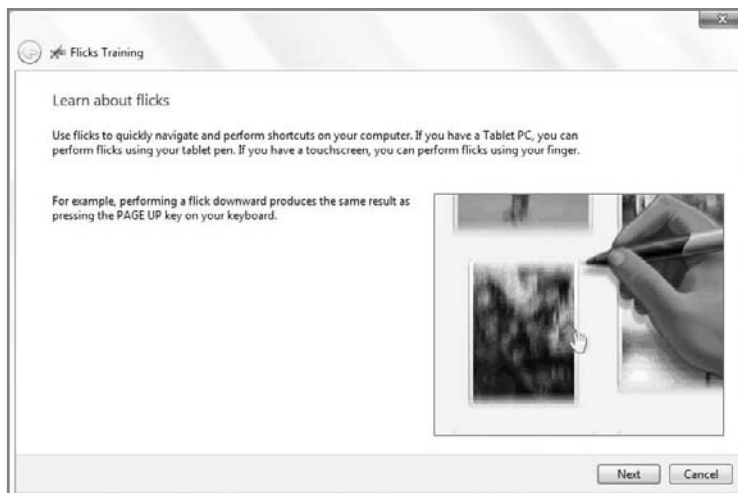 Flicks Training
Learn about flicks
Use flicks to quickly navigate and perform shortcuts on your computer. If you have a Tablet PC, you can
perform flicks using your tablet pen. If you have a touchscreen, you can perform flicks using your finger.
For example, performing a flick downward produces the same result as
pressing the PAGE UP key on your keyboard.
Next Cancel